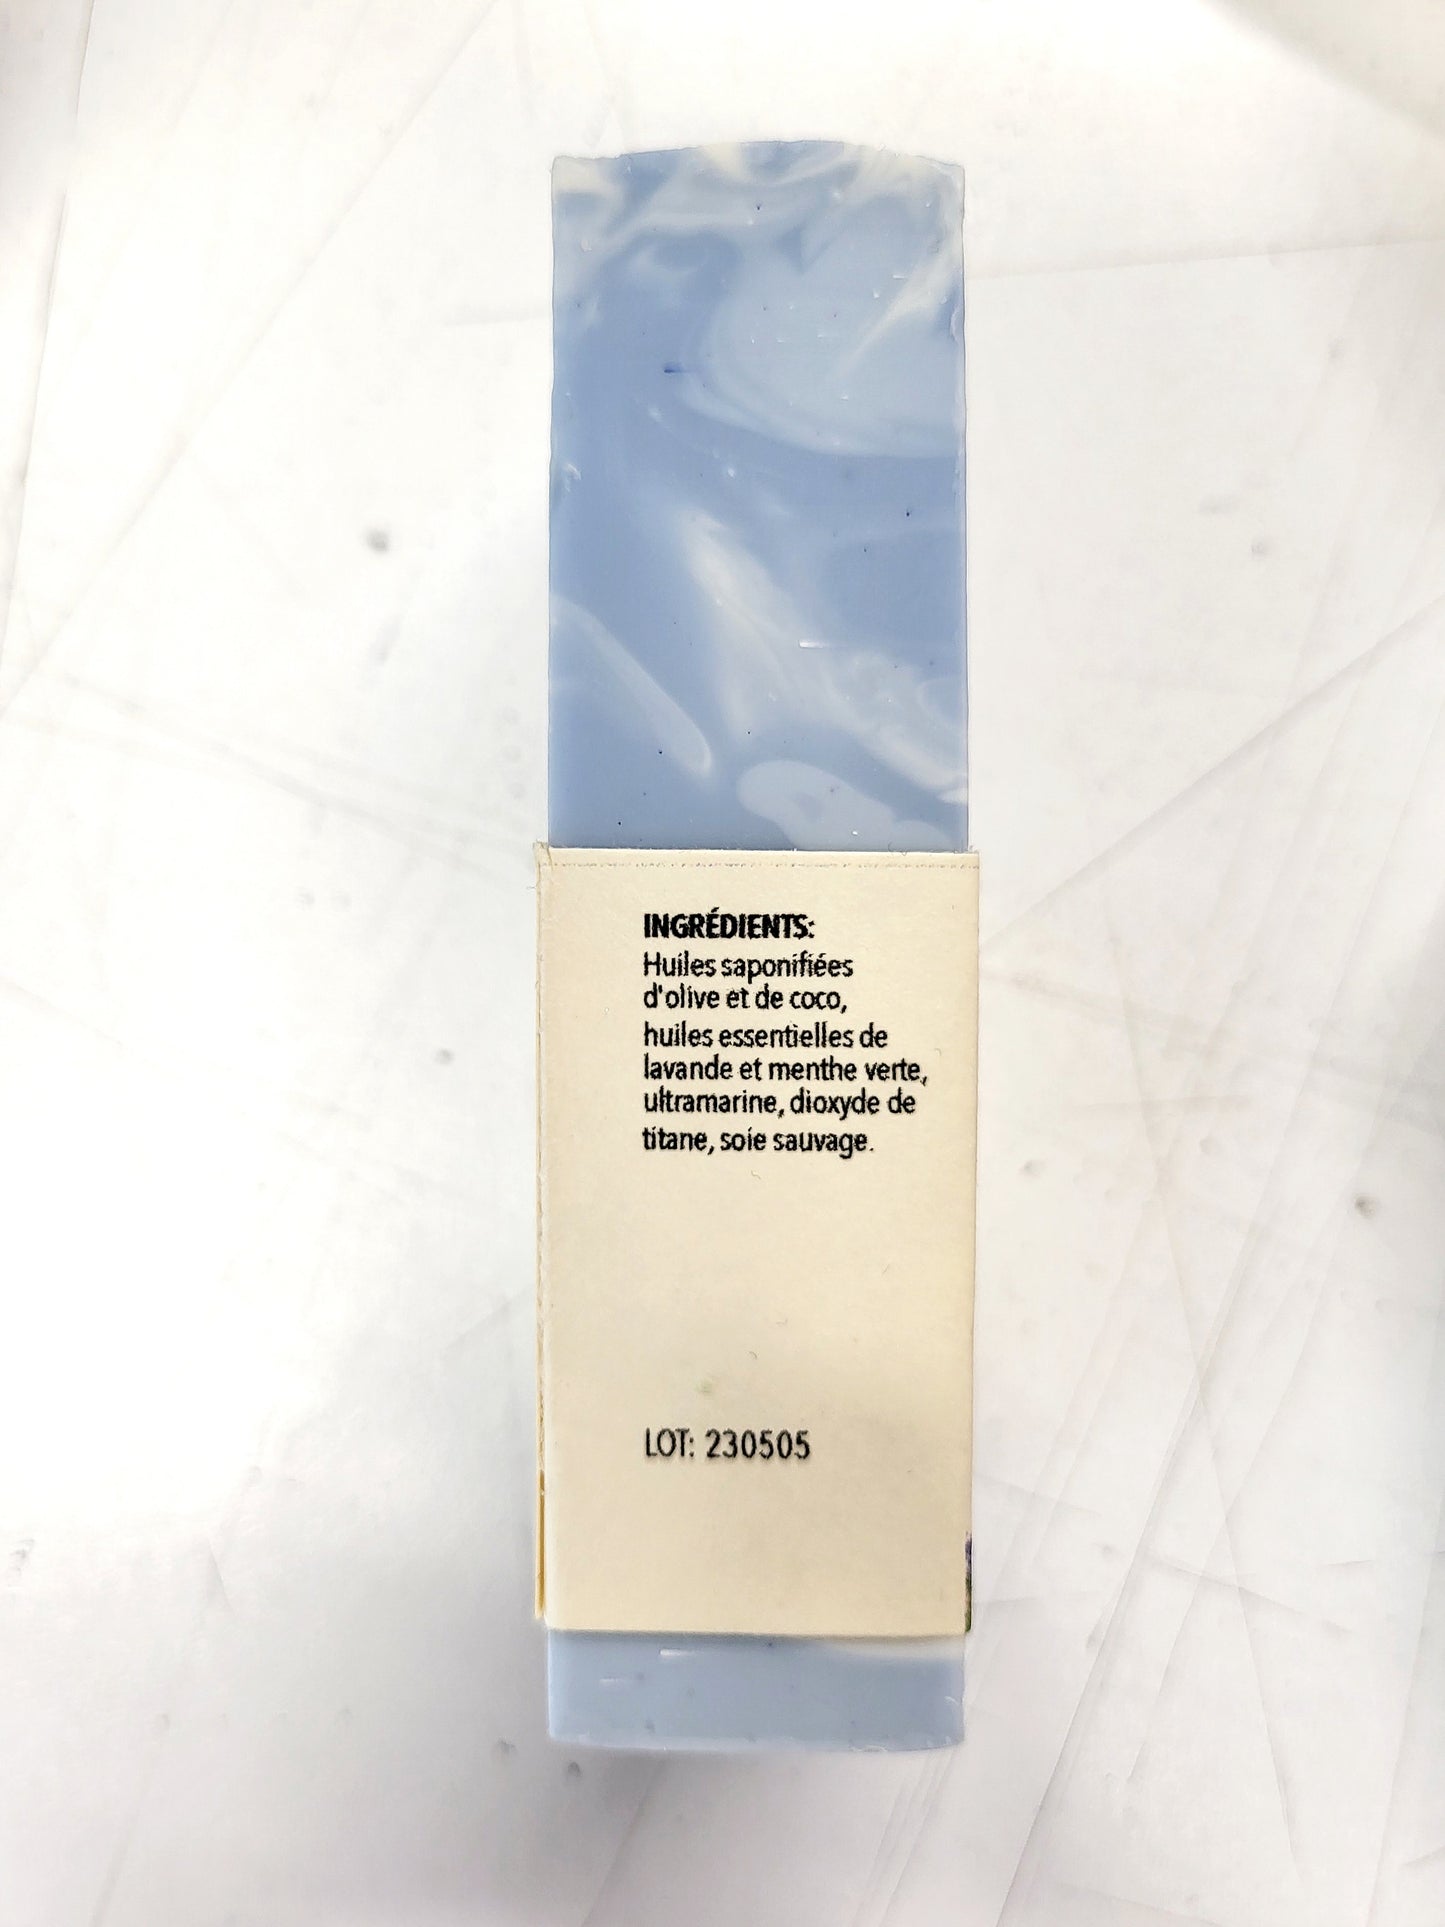 INGRÉDIENTS:
Huiles saponifiées
d'olive et de coco,
huiles essentielles de
lavande et menthe verte,
ultramarine, dioxyde de
titane, soie sauvage.
LOT: 230505